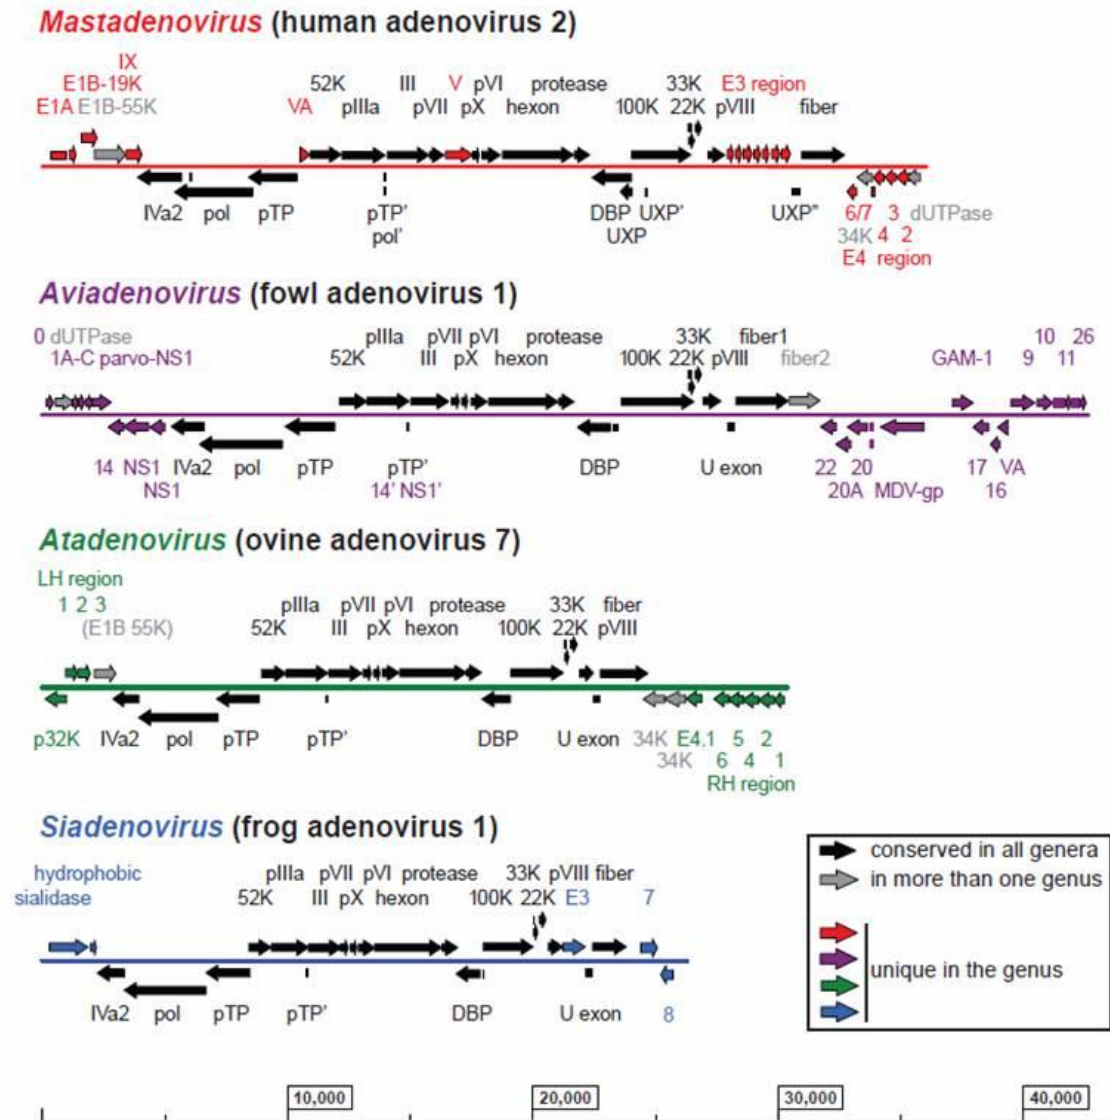 Mastadenovirus (human adenovirus 2)
IX
E1B-19K 52K III V pVI protease 33K E3 region
E1A E1B-55K VA pIIIa pVII pX hexon 100K 22K pVIII fiber
IVa2 pol pTP pTP' DBP UXP' UXP" 6/7 3 dUTPase
pol' UXP 34K 4 2
E4 region
Aviadenovirus (fowl adenovirus 1)
0 dUTPase pIIIa pVII pVI protease 33K fiber1 10 26
1A-C parvo-NS1 52K III pX hexon 100K 22K pVIII fiber2 GAM-1 9 11
14 NS1 IVa2 pol pTP pTP' DBP U exon 22 20 17 VA
NS1 14' NS1' 20A MDV-gp 16
Atadenovirus (ovine adenovirus 7)
LH region
1 2 3 pIIIa pVII pVI protease 33K fiber
(E1B 55K) 52K III pX hexon 100K 22K pVIII
p32K IVa2 pol pTP pTP' DBP U exon 34K E4.1 5 2
34K 6 4 1
RH region
Siadenovirus (frog adenovirus 1)
hydrophobic pIIIa pVII pVI protease 33K pVIII fiber
sialidase 52K III pX hexon 100K 22K E3 7
IVa2 pol pTP pTP' DBP U exon 8
conserved in all genera
in more than one genus
unique in the genus
10,000 20,000 30,000 40,000